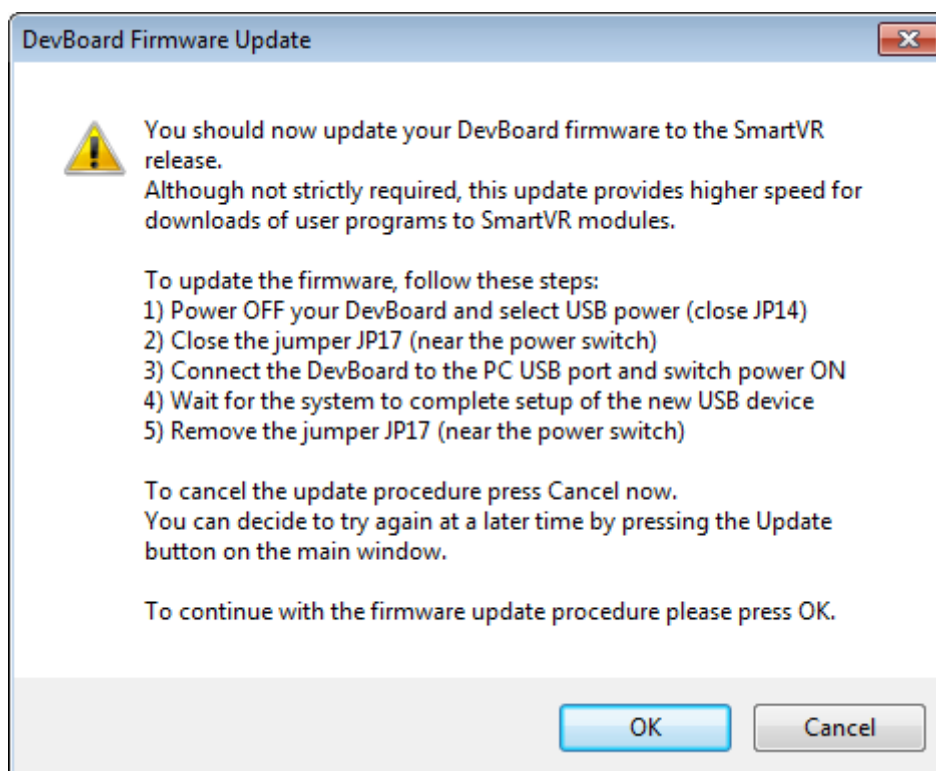 DevBoard Firmware Update
You should now update your DevBoard firmware to the SmartVR
release.
Although not strictly required, this update provides higher speed for
downloads of user programs to SmartVR modules.
To update the firmware, follow these steps:
1) Power OFF your DevBoard and select USB power (close JP14)
2) Close the jumper JP17 (near the power switch)
3) Connect the DevBoard to the PC USB port and switch power ON
4) Wait for the system to complete setup of the new USB device
5) Remove the jumper JP17 (near the power switch)
To cancel the update procedure press Cancel now.
You can decide to try again at a later time by pressing the Update
button on the main window.
To continue with the firmware update procedure please press OK.
OK
Cancel